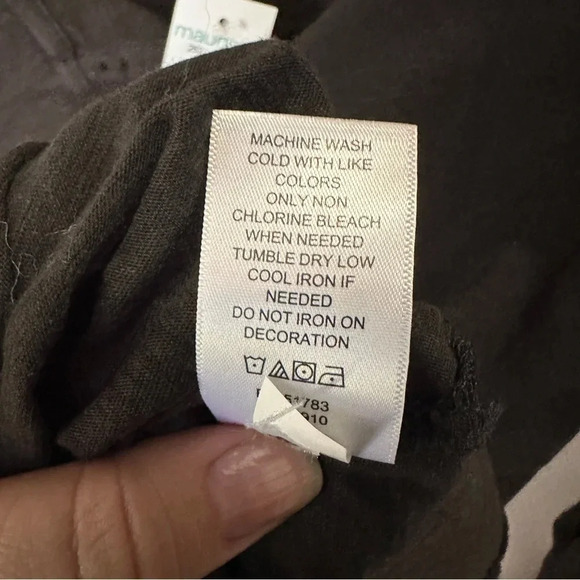 MACHINE WASH
COLD WITH LIKE
COLORS
ONLY NON
CHLORINE BLEACH
WHEN NEEDED
TUMBLE DRY LOW
COOL IRON IF
NEEDED
DO NOT IRON ON
DECORATION